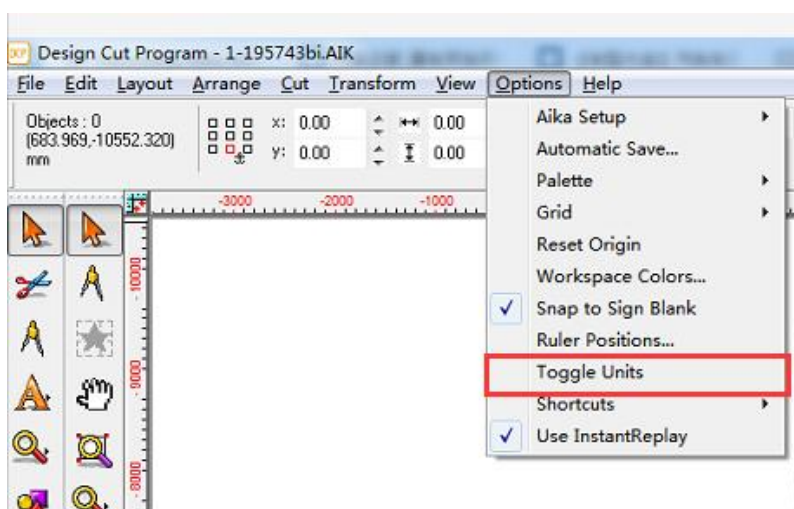 DCP Design Cut Program - 1-195743bi.AIK
File Edit Layout Arrange Cut Transform View Options Help
Objects : 0
(683.969,-10552.320)
mm
x: 0.00 0.00
y: 0.00 0.00
-3000 -2000 -1000
-10000
-9000
-8000
Aika Setup
Automatic Save...
Palette
Grid
Reset Origin
Workspace Colors...
Snap to Sign Blank
Ruler Positions...
Toggle Units
Shortcuts
Use InstantReplay